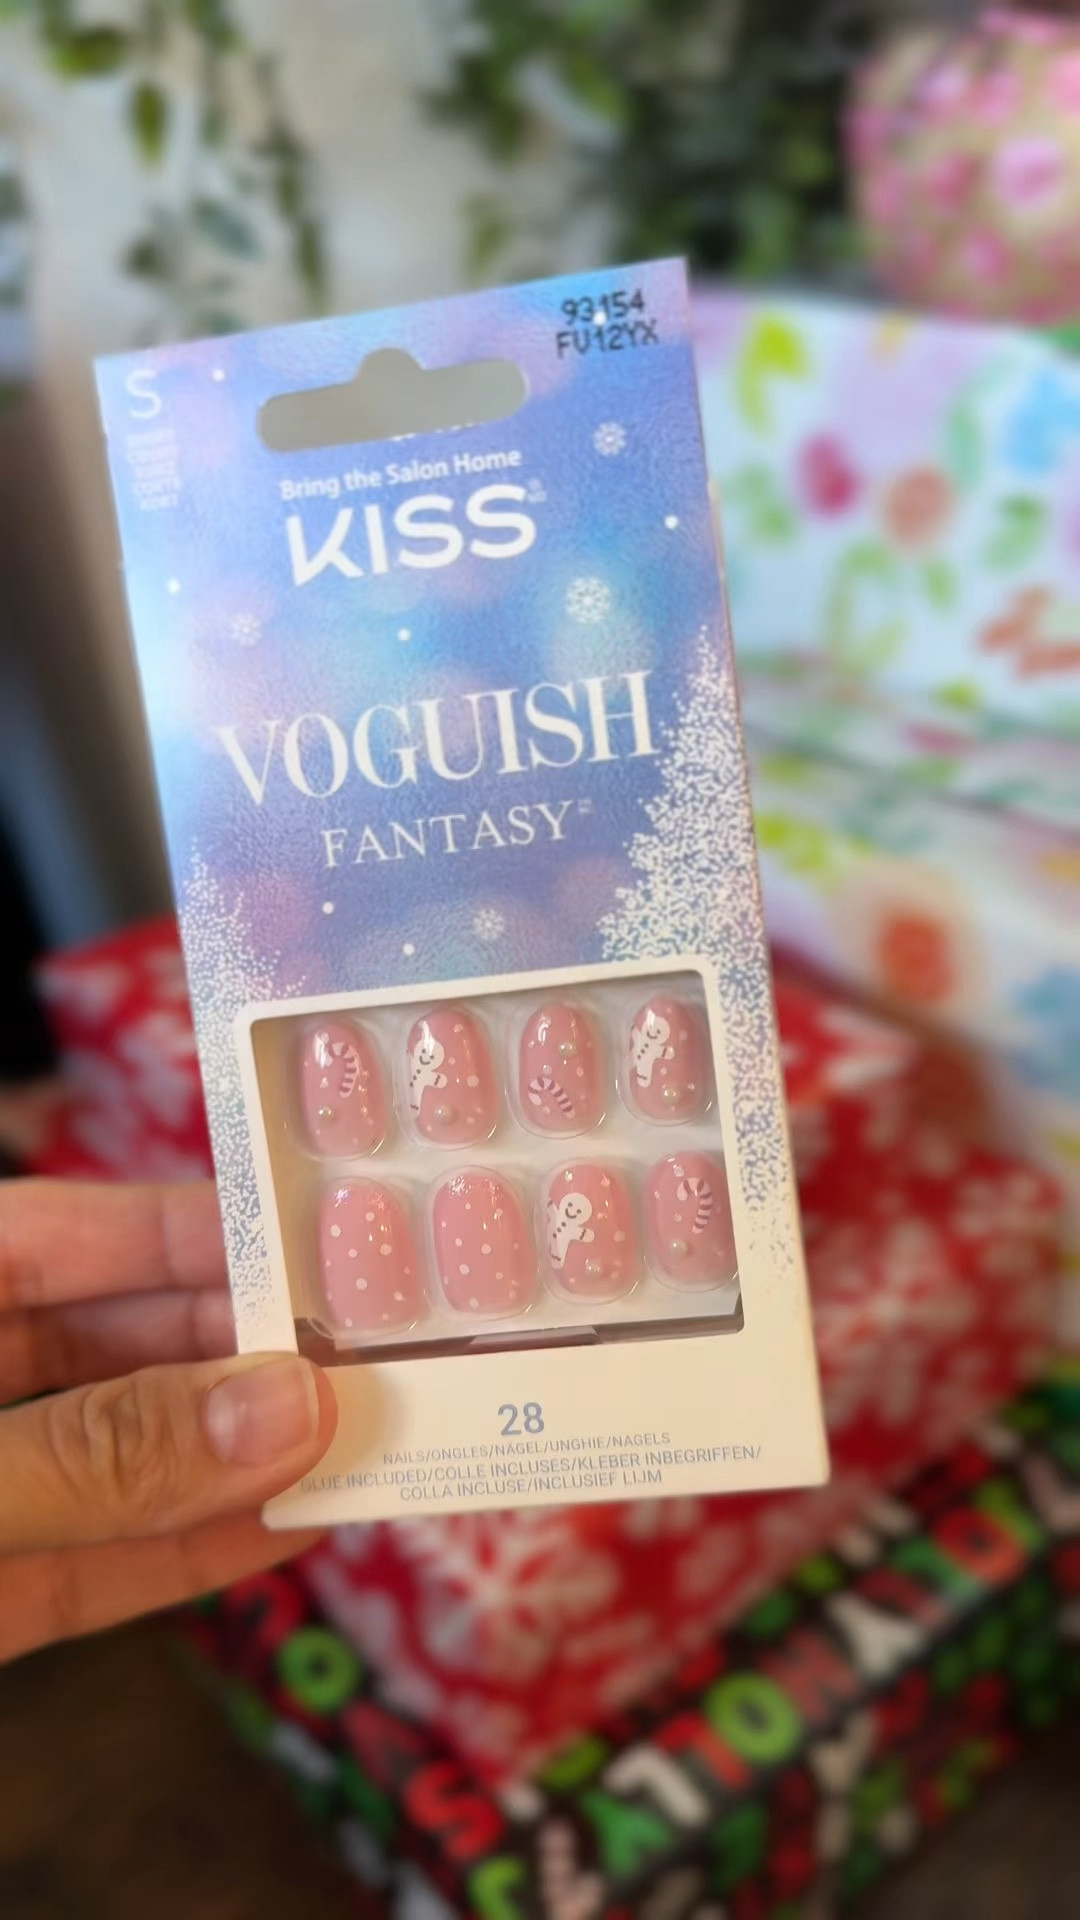 93154
FV12YX
S
Bring the Salon Home
KISS
VOGUISH
FANTASY
28
NAILS/ONGLES/NÄGEL/UNGHIE/NAGELS
GLUE INCLUDED/COLLE INCLUSES/KLEBER INBEGRIFFEN/
COLLA INCLUSE/INCLUSIEF LIJM